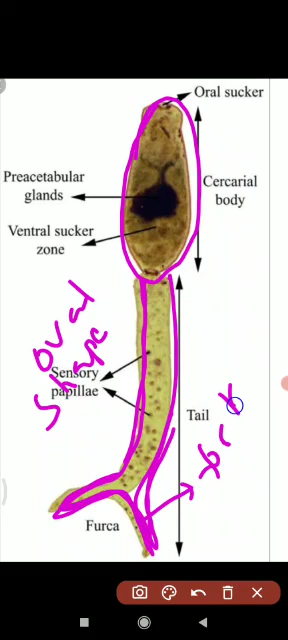 Oral sucker
Preacetabular
glands
Cercarial
body
Ventral sucker
zone
oval
shape
Sensory
papillae
Tail
Furca